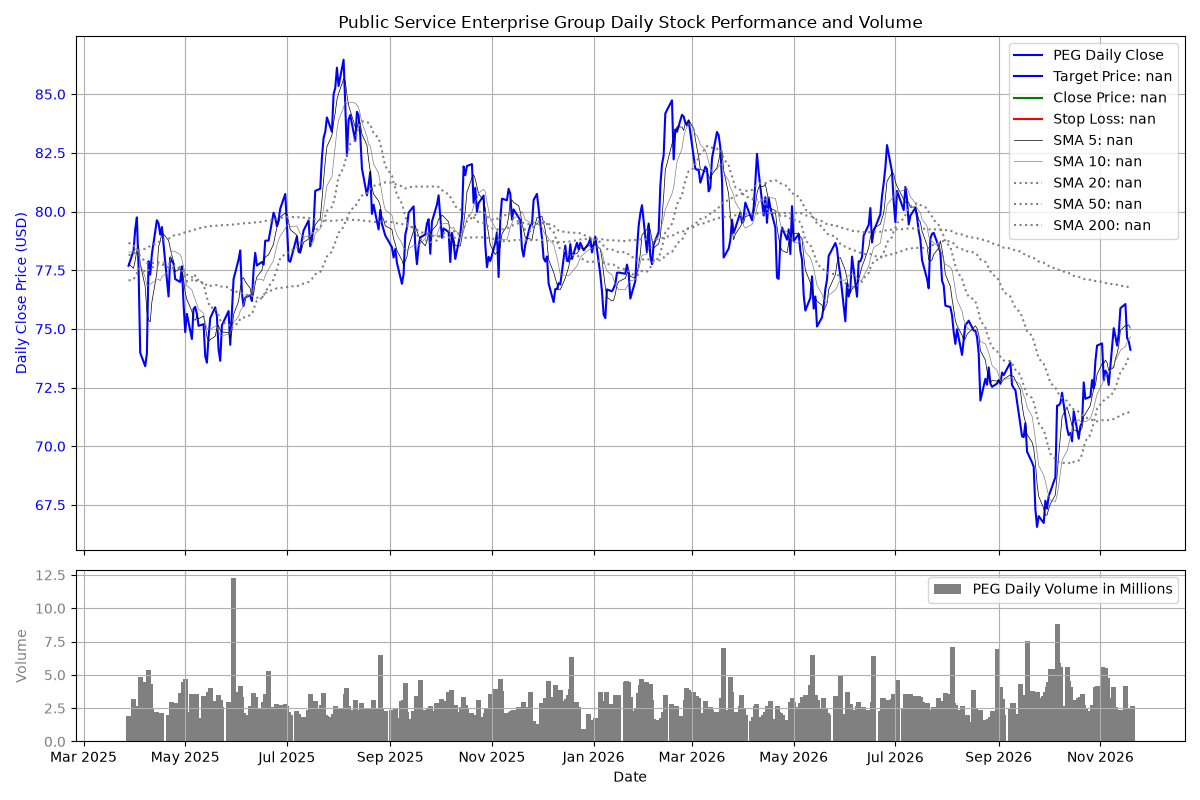 Public Service Enterprise Group Daily Stock Performance and Volume
PEG Daily Close
Target Price: nan
Close Price: nan
Stop Loss: nan
SMA 5: nan
SMA 10: nan
SMA 20: nan
SMA 50: nan
SMA 200: nan
Daily Close Price (USD)
85.0
82.5
80.0
77.5
75.0
72.5
70.0
67.5
PEG Daily Volume in Millions
Volume
12.5
10.0
7.5
5.0
2.5
0.0
Mar 2025 May 2025 Jul 2025 Sep 2025 Nov 2025 Jan 2026 Mar 2026 May 2026 Jul 2026 Sep 2026 Nov 2026
Date